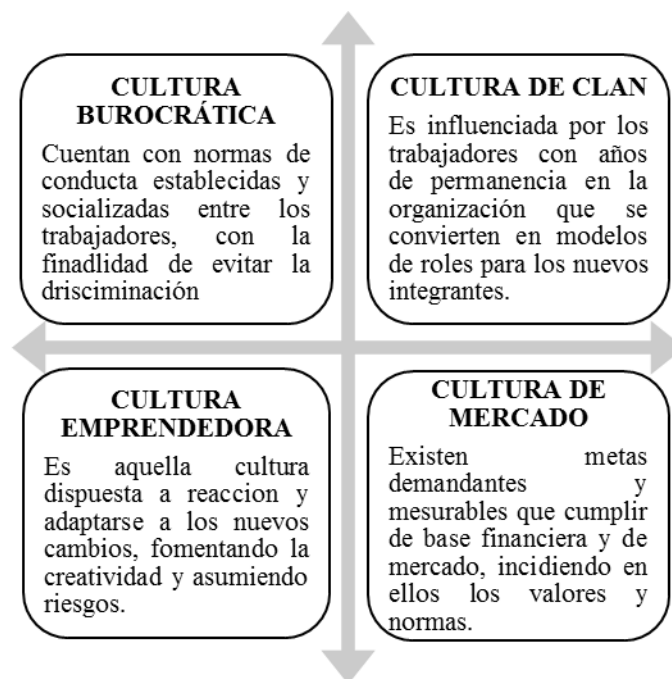 CULTURA
BUROCRÁTICA
Cuentan con normas de
conducta establecidas y
socializadas entre los
trabajadores, con la
finadlidad de evitar la
drisciminación
CULTURA DE CLAN
Es influenciada por los
trabajadores con años
de permanencia en la
organización que se
convierten en modelos
de roles para los nuevos
integrantes.
CULTURA
EMPRENDEDORA
Es aquella cultura
dispuesta a reaccion y
adaptarse a los nuevos
cambios, fomentando la
creatividad y asumiendo
riesgos.
CULTURA DE
MERCADO
Existen metas
demandantes y
mesurables que cumplir
de base financiera y de
mercado, incidiendo en
ellos los valores y
normas.